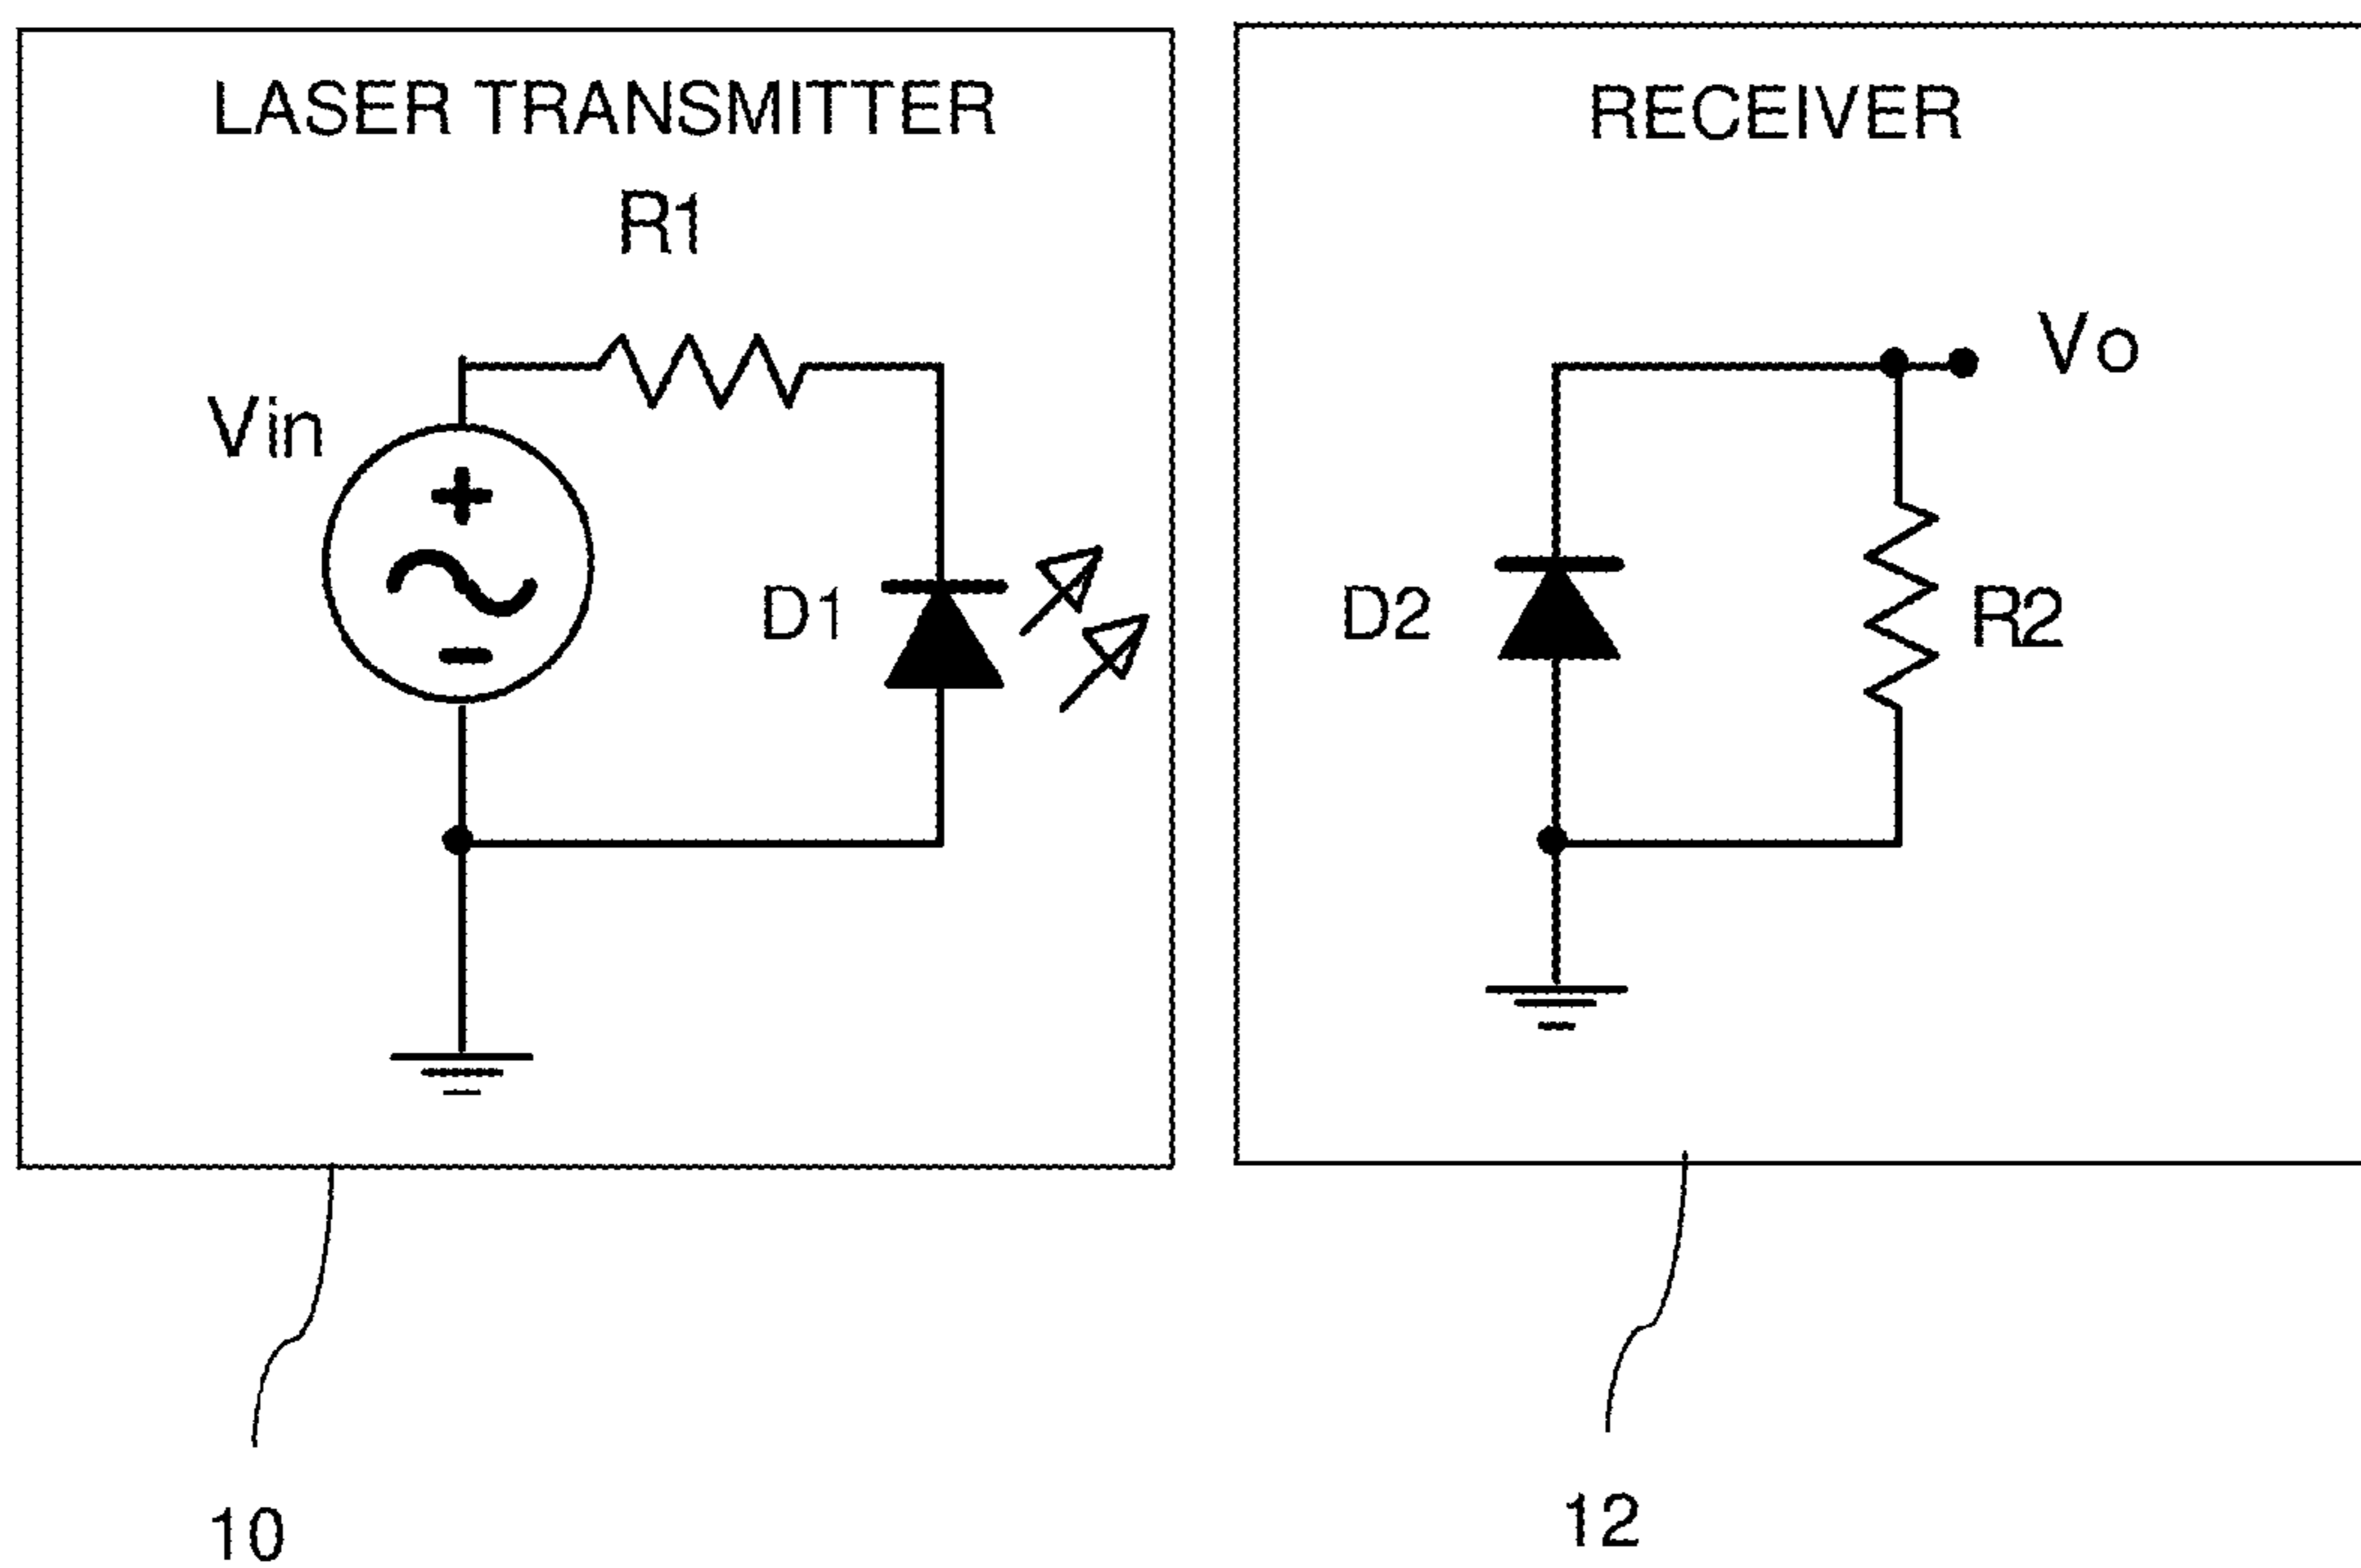 LASER TRANSMITTER
R1
Vin
D1
10
RECEIVER
Vo
D2
R2
12